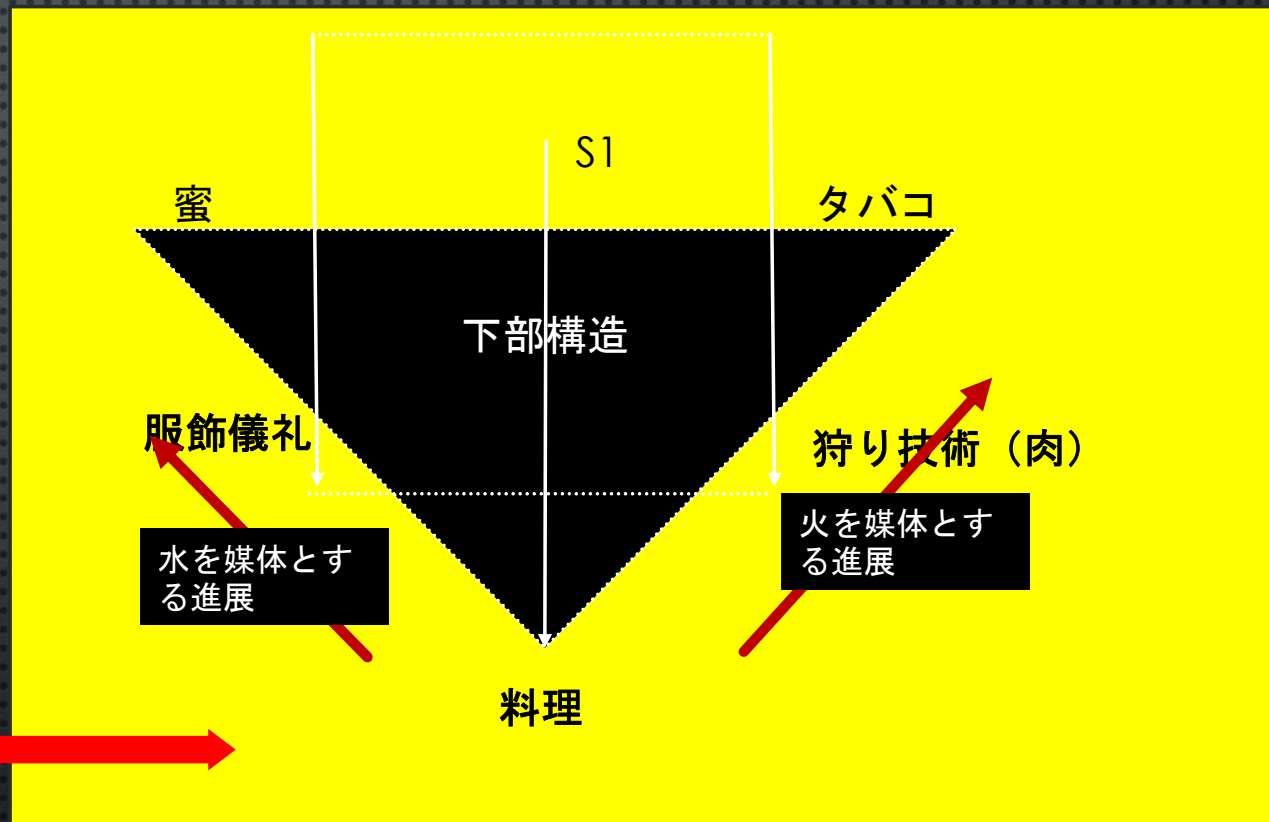 S1
蜜
タバコ
下部構造
服飾儀礼
狩り技術（肉）
火を媒体とす
る進展
水を媒体とす
る進展
料理